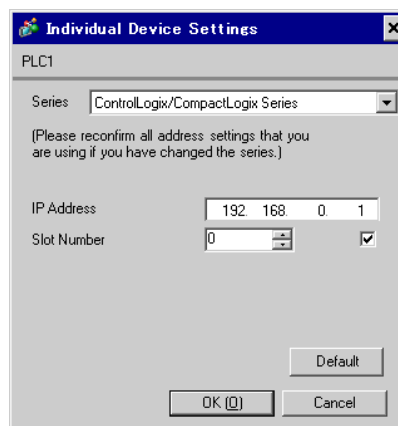 Individual Device Settings
PLC1
Series ControlLogix/CompactLogix Series
(Please reconfirm all address settings that you
are using if you have changed the series.)
IP Address 192. 168. 0. 1
Slot Number 0
Default
OK (O) Cancel